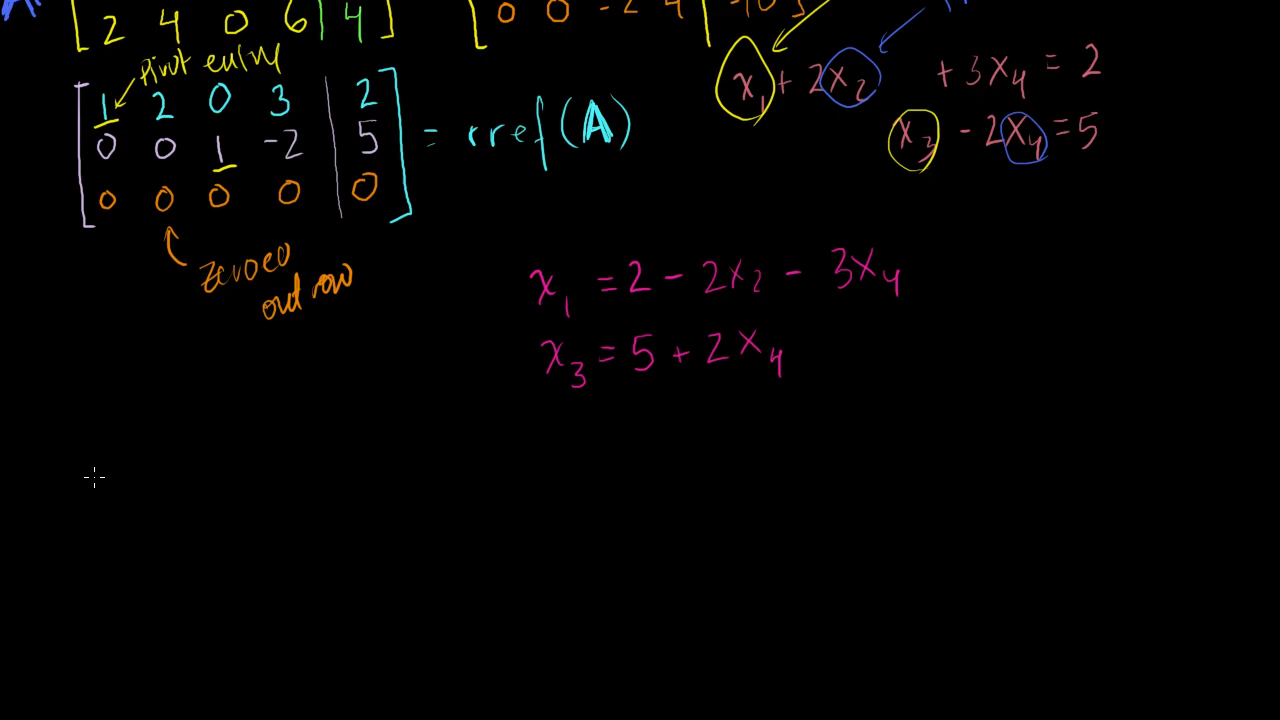 [2 4 0 6 | 4]
[0 0 -2 4 | -10]
Pivot entry
[1 2 0 3 | 2]
[0 0 1 -2 | 5] = rref(A)
[0 0 0 0 | 0]
x₁ + 2x₂ + 3x₄ = 2
x₃ - 2x₄ = 5
zeroed
out row
x₁ = 2 - 2x₂ - 3x₄
x₃ = 5 + 2x₄